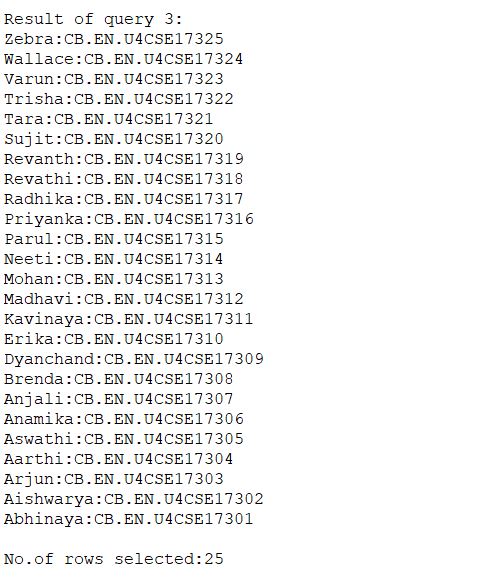 Result of query 3:
Zebra:CB.EN.U4CSE17325
Wallace:CB.EN.U4CSE17324
Varun:CB.EN.U4CSE17323
Trisha:CB.EN.U4CSE17322
Tara:CB.EN.U4CSE17321
Sujit:CB.EN.U4CSE17320
Revanth:CB.EN.U4CSE17319
Revathi:CB.EN.U4CSE17318
Radhika:CB.EN.U4CSE17317
Priyanka:CB.EN.U4CSE17316
Parul:CB.EN.U4CSE17315
Neeti:CB.EN.U4CSE17314
Mohan:CB.EN.U4CSE17313
Madhavi:CB.EN.U4CSE17312
Kavinaya:CB.EN.U4CSE17311
Erika:CB.EN.U4CSE17310
Dyanchand:CB.EN.U4CSE17309
Brenda:CB.EN.U4CSE17308
Anjali:CB.EN.U4CSE17307
Anamika:CB.EN.U4CSE17306
Aswathi:CB.EN.U4CSE17305
Aarthi:CB.EN.U4CSE17304
Arjun:CB.EN.U4CSE17303
Aishwarya:CB.EN.U4CSE17302
Abhinaya:CB.EN.U4CSE17301
No.of rows selected:25